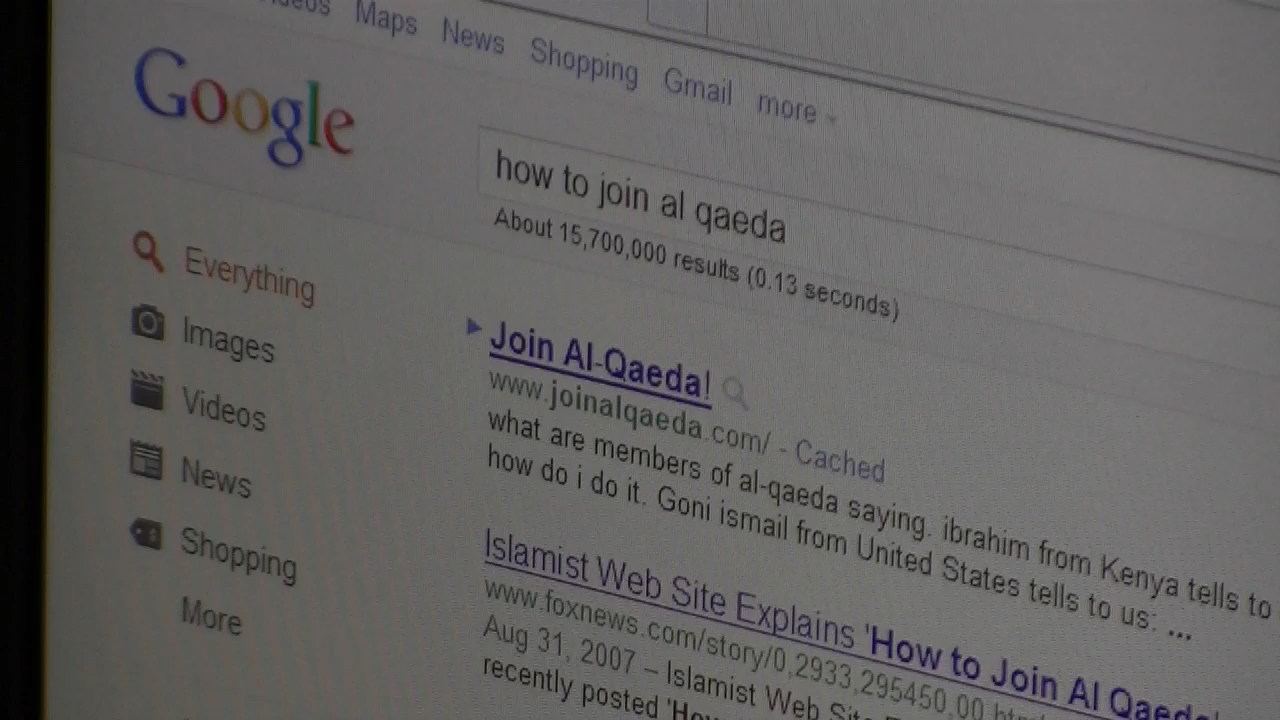 Maps News Shopping Gmail more
Google
how to join al qaeda
About 15,700,000 results (0.13 seconds)
Everything
Images
Videos
News
Shopping
More
Join Al-Qaeda!
www.joinalqaeda.com/ - Cached
what are members of al-qaeda saying. ibrahim from Kenya tells to
how do i do it. Goni ismail from United States tells to us: ...
Islamist Web Site Explains 'How to Join Al Qaeda'
www.foxnews.com/story/0,2933,295450,00.html
Aug 31, 2007 – Islamist Web Site
recently posted 'How